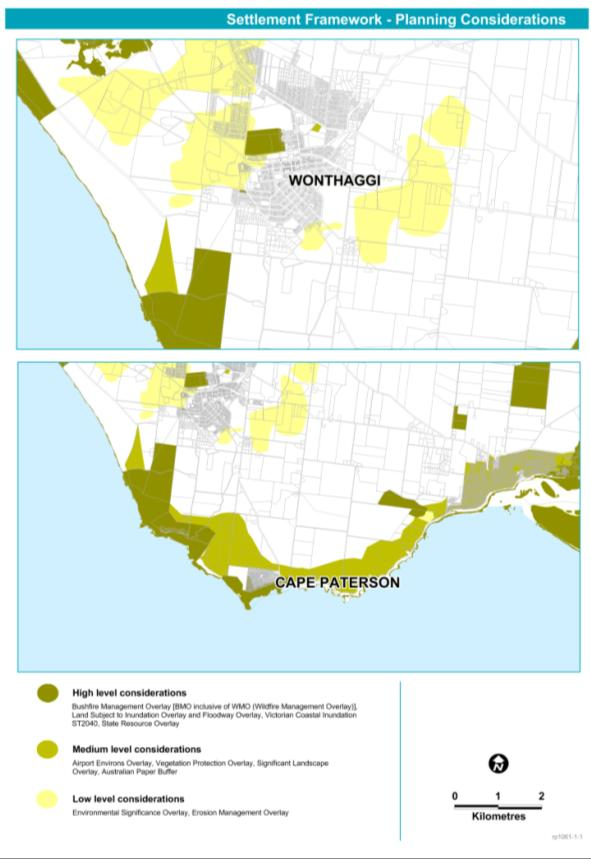 Settlement Framework - Planning Considerations
WONTHAGGI
CAPE PATERSON
High level considerations
Bushfire Management Overlay [BMO inclusive of WMO (Wildfire Management Overlay)],
Land Subject to Inundation Overlay and Floodway Overlay, Victorian Coastal Inundation
ST2040, State Resource Overlay
Medium level considerations
Airport Environs Overlay, Vegetation Protection Overlay, Significant Landscape
Overlay, Australian Paper Buffer
Low level considerations
Environmental Significance Overlay, Erosion Management Overlay
N
0 1 2
Kilometres
rp1061-1-1